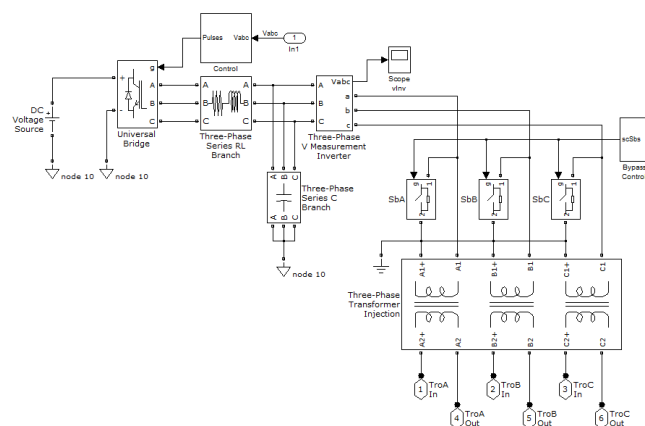 Pulses
Vabc
Control
Vabc
1
In1
DC
Voltage
Source
+
+
-
g
A
B
C
Universal
Bridge
A
B
C
A
B
C
Three-Phase
Series RL
Branch
A
B
C
Vabc
a
b
c
Three-Phase
V Measurement
Inverter
Scope
vInv
node 10
node 10
A
B
C
A
B
C
Three-Phase
Series C
Branch
node 10
scSbs
Bypass
Contro
g
1
2
SbA
g
1
2
SbB
g
1
2
SbC
A1+
A1
B1+
B1
C1+
C1
Three-Phase
Transformer
Injection
A2+
A2
B2+
B2
C2+
C2
1
TroA
In
2
TroB
In
3
TroC
In
4
TroA
Out
5
TroB
Out
6
TroC
Out